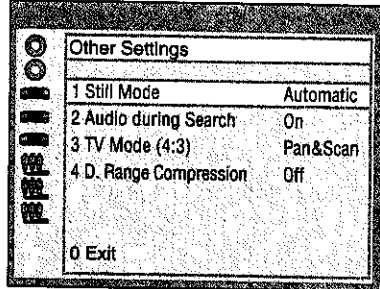 Other Settings
1 Still Mode Automatic
2 Audio during Search On
3 TV Mode (4:3) Pan&Scan
4 D. Range Compression Off
0 Exit